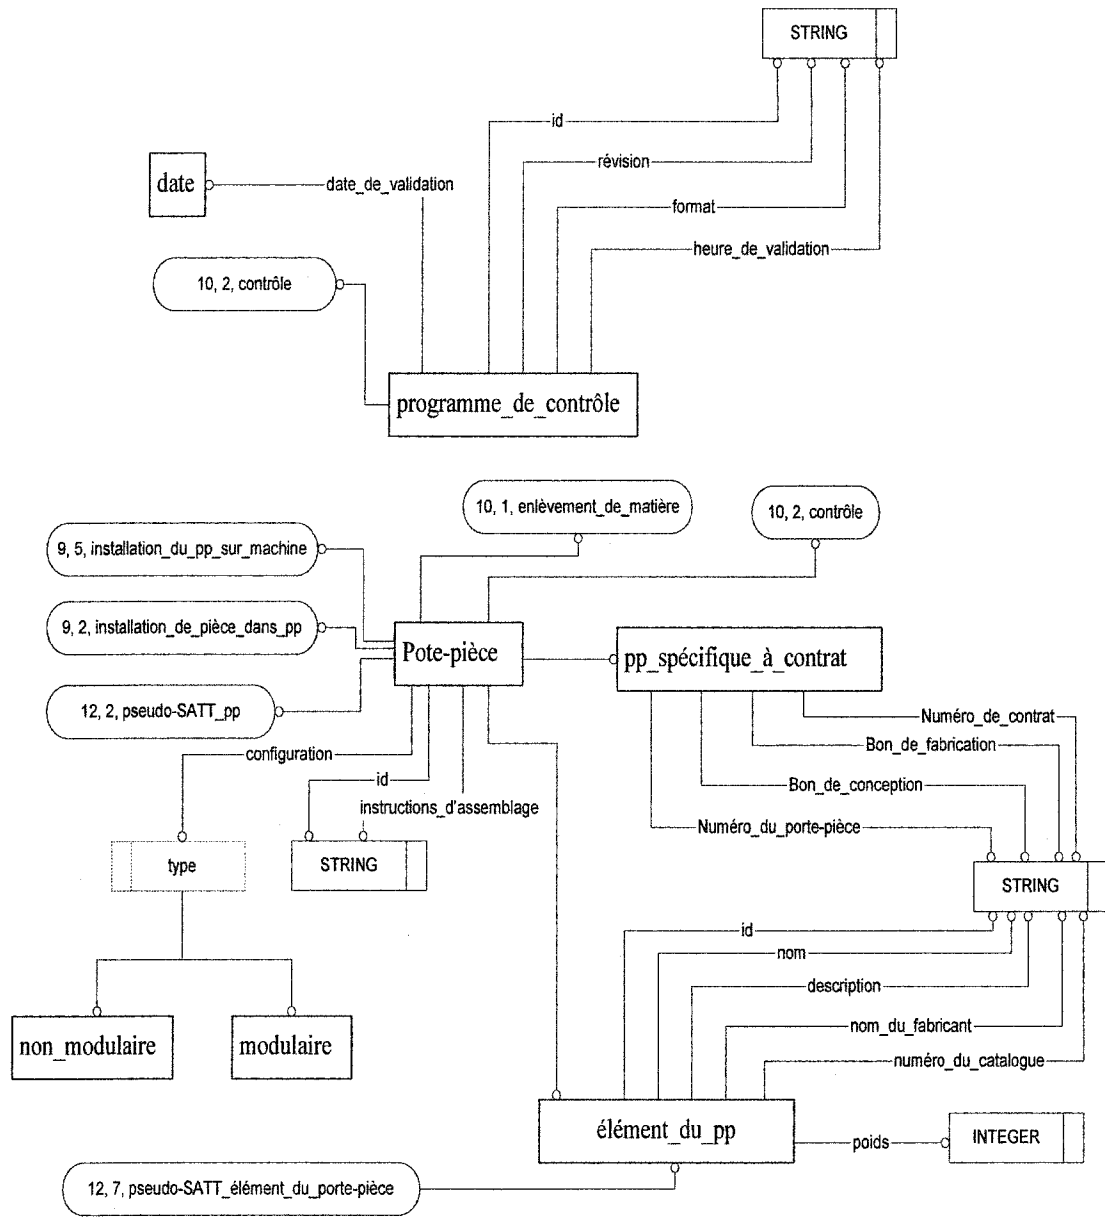 STRING
id
révision
date
date_de_validation
format
heure_de_validation
10, 2, contrôle
programme_de_contrôle
10, 1, enlèvement_de_matière
10, 2, contrôle
9, 5, installation_du_pp_sur_machine
9, 2, installation_de_pièce_dans_pp
Pote-pièce
pp_spécifique_à_contrat
12, 2, pseudo-SATT_pp
Numéro_de_contrat
Bon_de_fabrication
configuration
id
Bon_de_conception
instructions_d'assemblage
Numéro_du_porte-pièce
type
STRING
STRING
id
nom
description
nom_du_fabricant
non_modulaire
modulaire
numéro_du_catalogue
élément_du_pp
poids
INTEGER
12, 7, pseudo-SATT_élément_du_porte-pièce